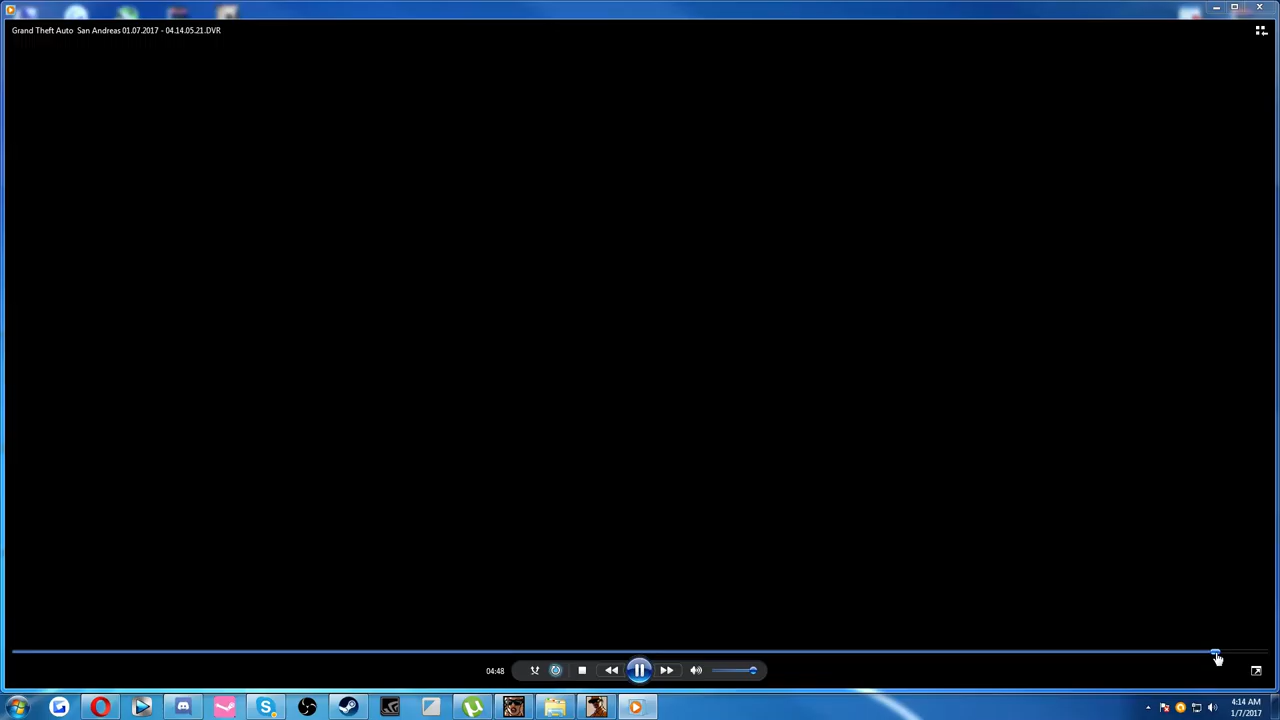 Grand Theft Auto  San Andreas 01.07.2017 - 04.14.05.21.DVR
04:48
4:14 AM
1/7/2017